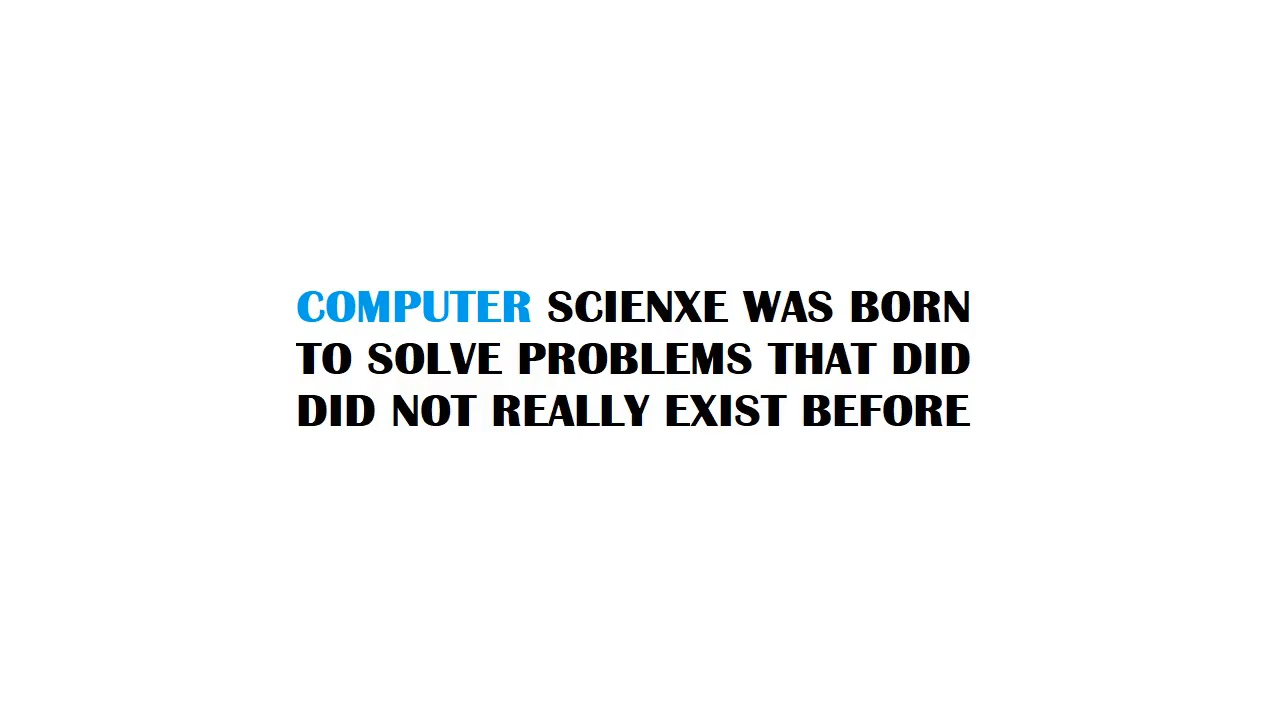 COMPUTER SCIENXE WAS BORN
TO SOLVE PROBLEMS THAT DID
DID NOT REALLY EXIST BEFORE